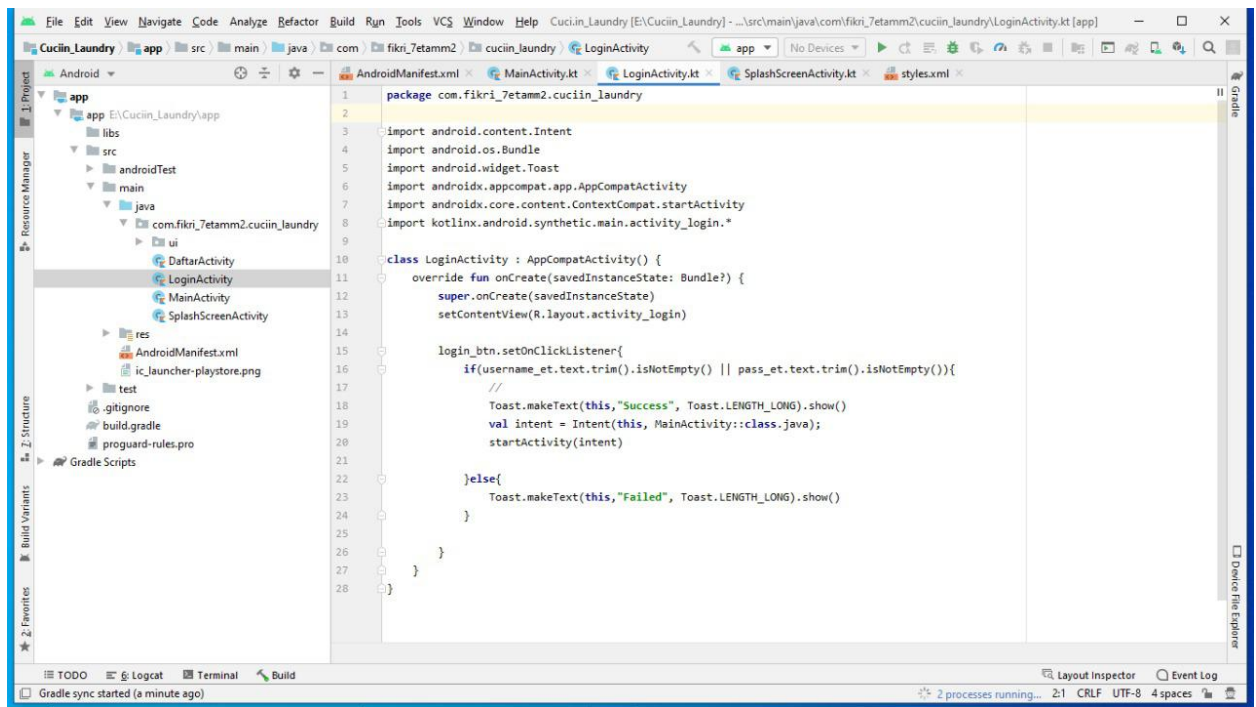 File Edit View Navigate Code Analyze Refactor Build Run Tools VCS Window Help Cuci.in_Laundry [E:\Cuciin_Laundry] - ...\src\main\java\com\fikri_7etamm2\cuciin_laundry\LoginActivity.kt [app]
Cuciin_Laundry app src main java com fikri_7etamm2 cuciin_laundry LoginActivity app No Devices
1: Project
Resource Manager
2: Structure
Build Variants
2: Favorites
Android
app
app E:\Cuciin_Laundry\app
libs
src
androidTest
main
java
com.fikri_7etamm2.cuciin_laundry
ui
DaftarActivity
LoginActivity
MainActivity
SplashScreenActivity
res
AndroidManifest.xml
ic_launcher-playstore.png
test
.gitignore
build.gradle
proguard-rules.pro
Gradle Scripts
AndroidManifest.xml MainActivity.kt LoginActivity.kt SplashScreenActivity.kt styles.xml
1 package com.fikri_7etamm2.cuciin_laundry
2
3 import android.content.Intent
4 import android.os.Bundle
5 import android.widget.Toast
6 import androidx.appcompat.app.AppCompatActivity
7 import androidx.core.content.ContextCompat.startActivity
8 import kotlinx.android.synthetic.main.activity_login.*
9
10 class LoginActivity : AppCompatActivity() {
11 override fun onCreate(savedInstanceState: Bundle?) {
12 super.onCreate(savedInstanceState)
13 setContentView(R.layout.activity_login)
14
15 login_btn.setOnClickListener{
16 if(username_et.text.trim().isNotEmpty() || pass_et.text.trim().isNotEmpty()){
17 //
18 Toast.makeText(this,"Success", Toast.LENGTH_LONG).show()
19 val intent = Intent(this, MainActivity::class.java);
20 startActivity(intent)
21
22 }else{
23 Toast.makeText(this,"Failed", Toast.LENGTH_LONG).show()
24 }
25
26 }
27 }
28 }
Gradle
Device File Explorer
TODO 6: Logcat Terminal Build Layout Inspector Event Log
Gradle sync started (a minute ago) 2 processes running... 2:1 CRLF UTF-8 4 spaces